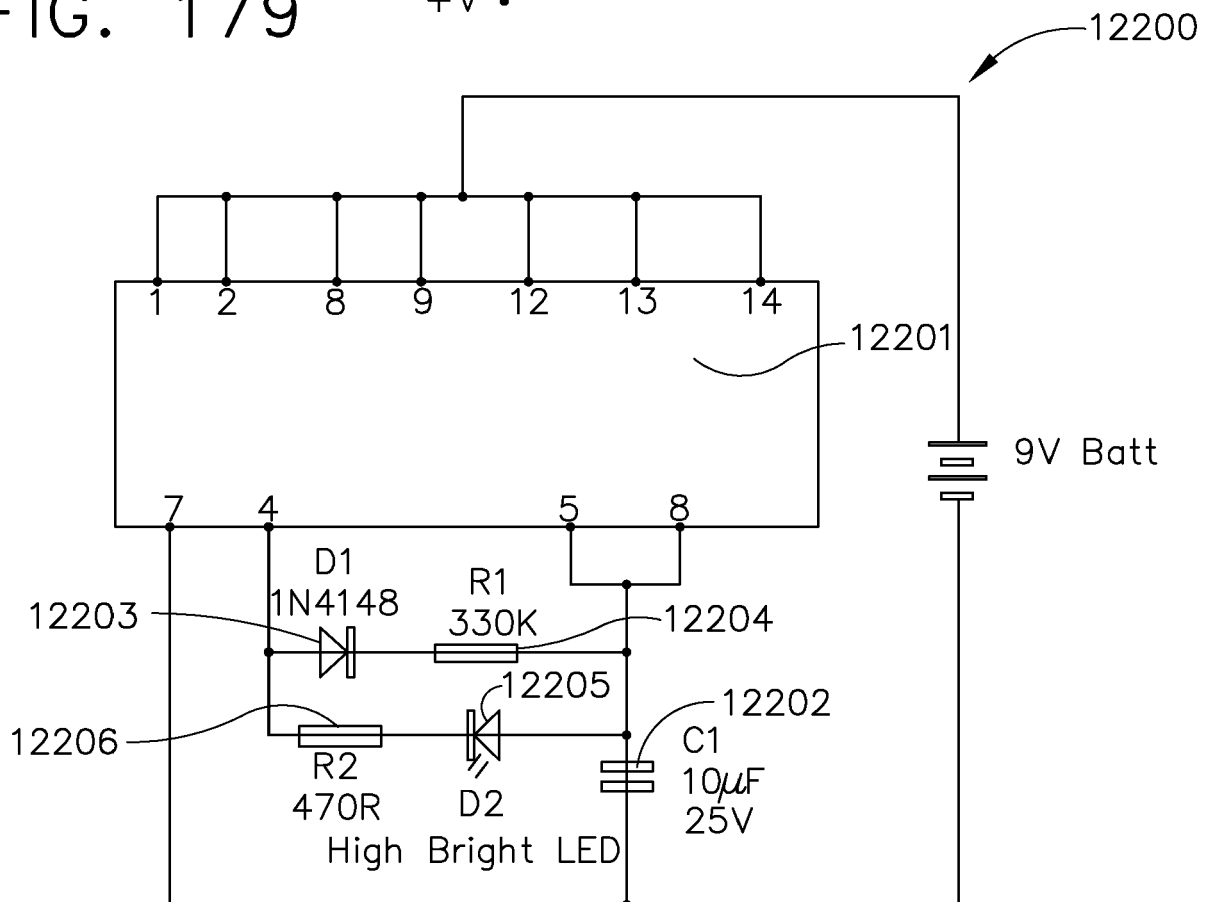 FIG. 179
+V
12200
1 2 8 9 12 13 14
12201
9V Batt
7 4 5 8
D1
1N4148
R1
330K
12203
12204
12205
12202
12206
R2
470R
D2
High Bright LED
C1
10μF
25V